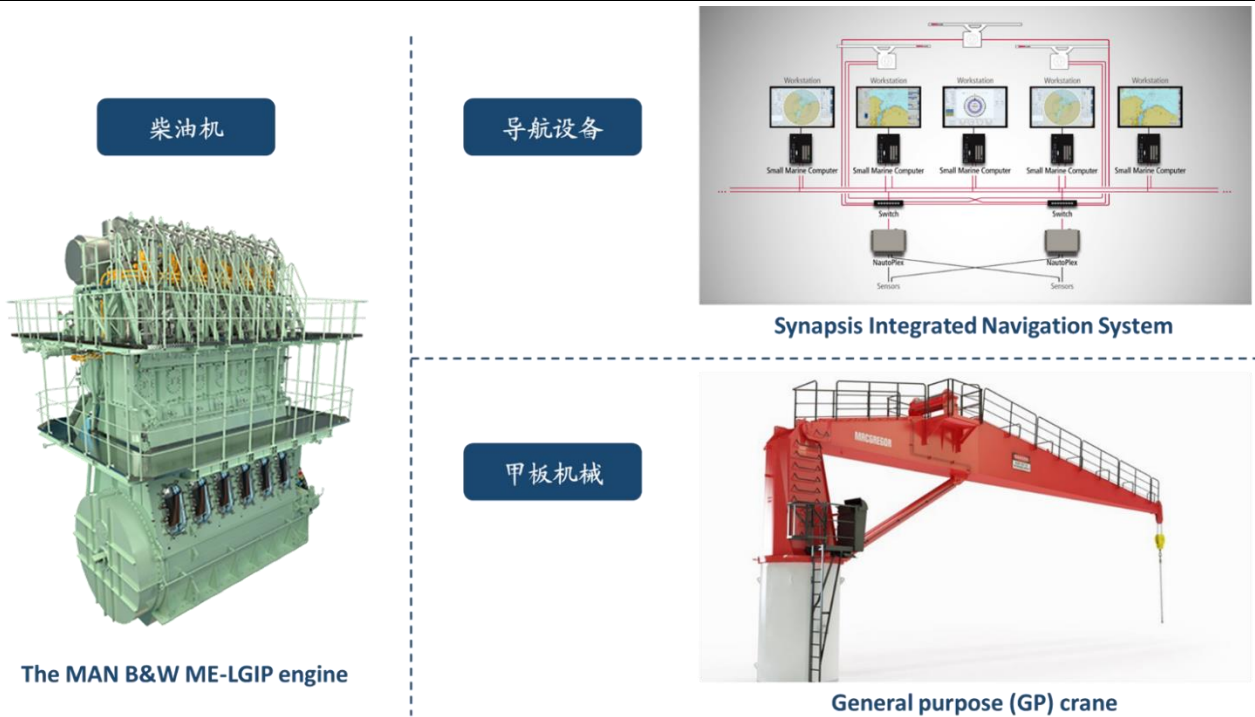 柴油机
The MAN B&W ME-LGIP engine
导航设备
Workstation
Workstation Workstation Workstation
Workstation
Small Marine Computer Small Marine Computer Small Marine Computer Small Marine Computer Small Marine Computer
Switch Switch
NautoPlex NautoPlex
Sensors Sensors
Synapsis Integrated Navigation System
甲板机械
MACGREGOR
General purpose (GP) crane